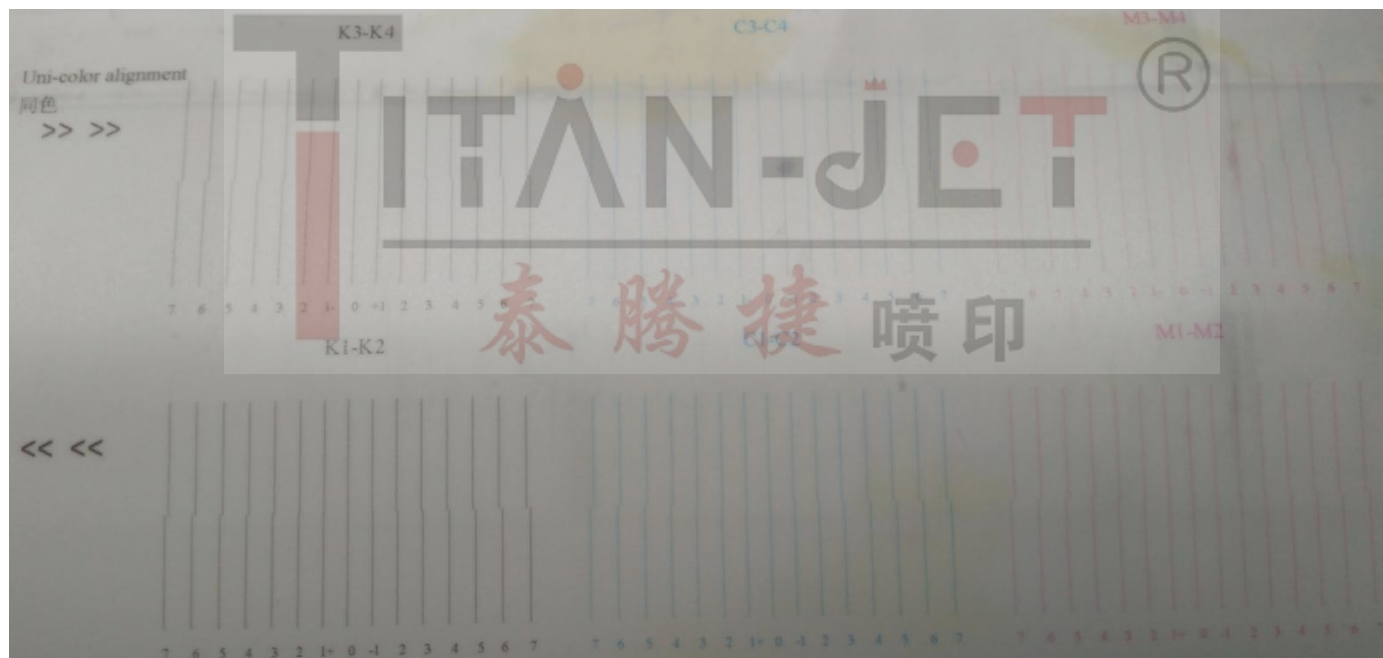 K3-K4 C3-C4 M3-M4
Uni-color alignment
同色
>> >>
TITAN-JET®
7 6 5 4 3 2 1- 0 +1 2 3 4 5 6 7
泰腾捷喷印
K1-K2 C1-C2 M1-M2
<< <<
7 6 5 4 3 2 1+ 0 -1 2 3 4 5 6 7 7 6 5 4 3 2 1+ 0 -1 2 3 4 5 6 7 7 6 5 4 3 2 1+ 0 -1 2 3 4 5 6 7